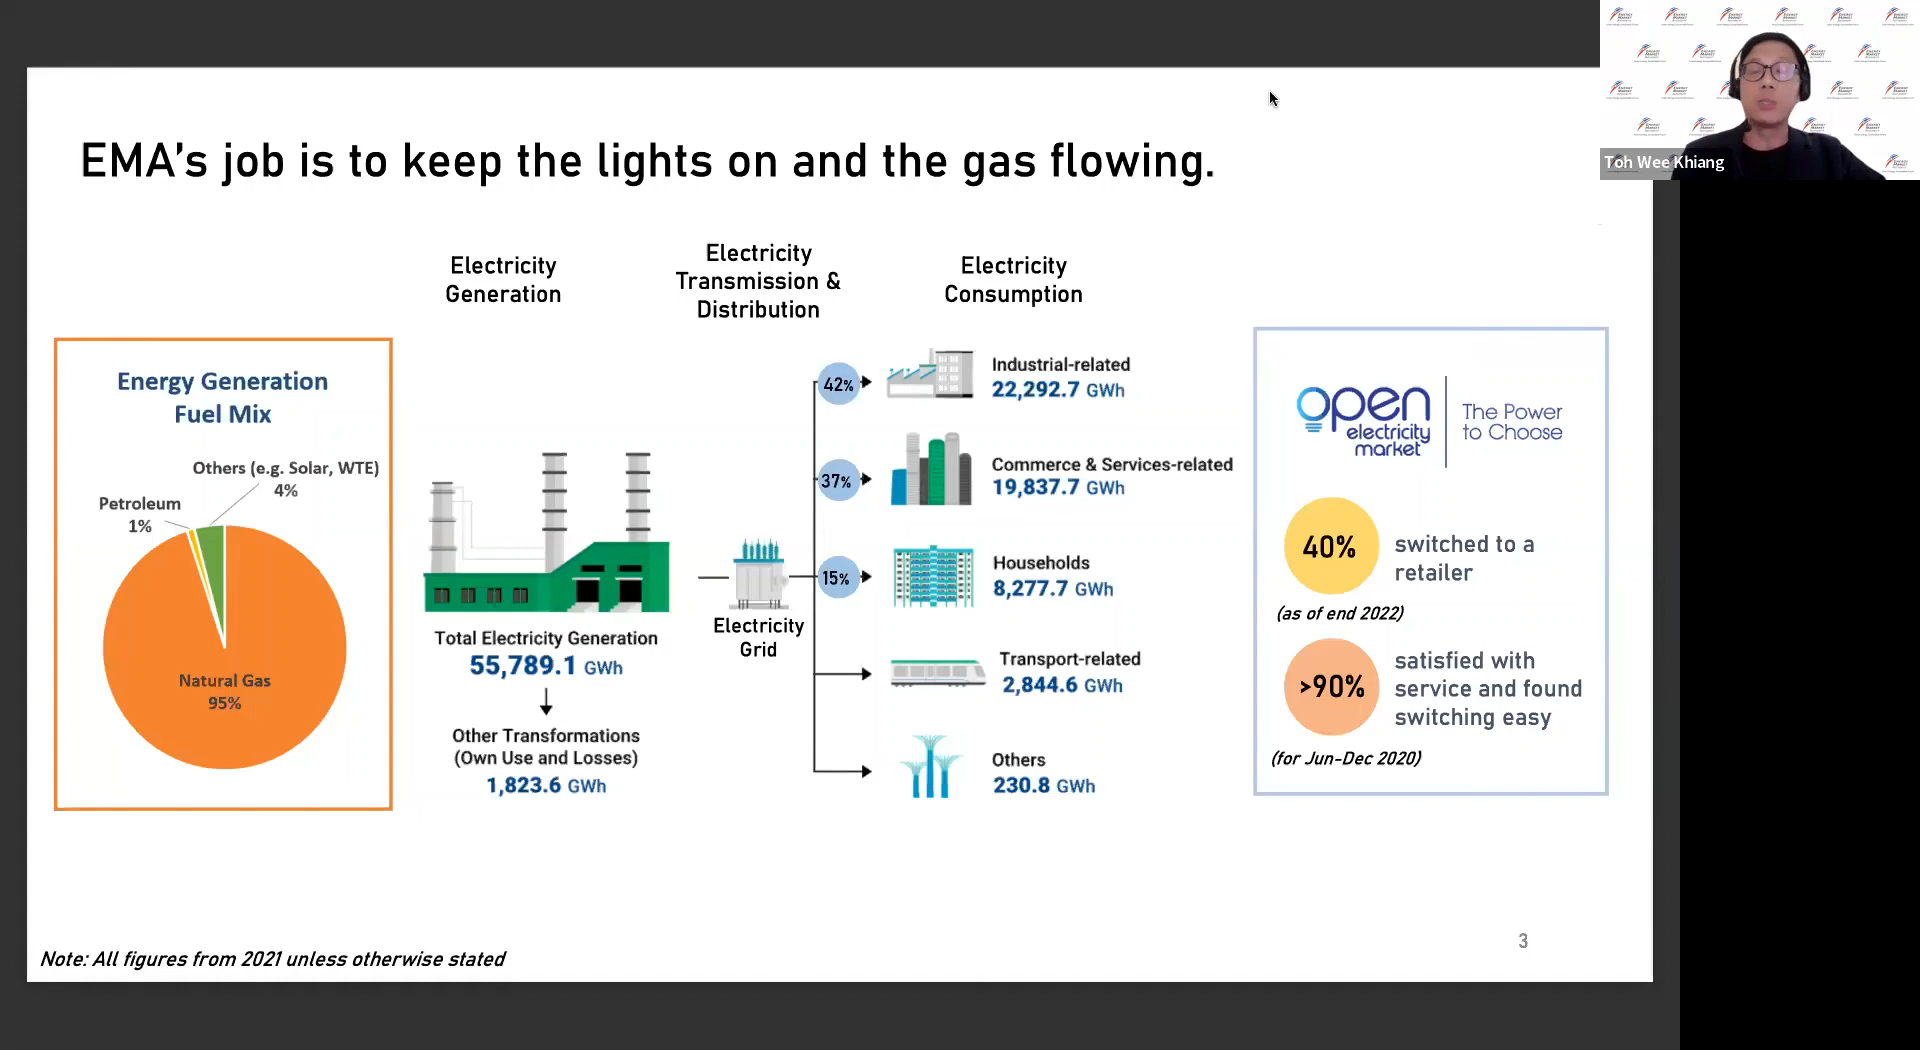 EMA's job is to keep the lights on and the gas flowing.
Toh Wee Khiang
Electricity
Generation
Electricity
Transmission &
Distribution
Electricity
Consumption
Energy Generation
Fuel Mix
Others (e.g. Solar, WTE)
4%
Petroleum
1%
Natural Gas
95%
Total Electricity Generation
55,789.1 GWh
Other Transformations
(Own Use and Losses)
1,823.6 GWh
Electricity
Grid
42%
Industrial-related
22,292.7 GWh
37%
Commerce & Services-related
19,837.7 GWh
15%
Households
8,277.7 GWh
Transport-related
2,844.6 GWh
Others
230.8 GWh
open
electricity
market
The Power
to Choose
40%
switched to a
retailer
(as of end 2022)
>90%
satisfied with
service and found
switching easy
(for Jun-Dec 2020)
Note: All figures from 2021 unless otherwise stated
3